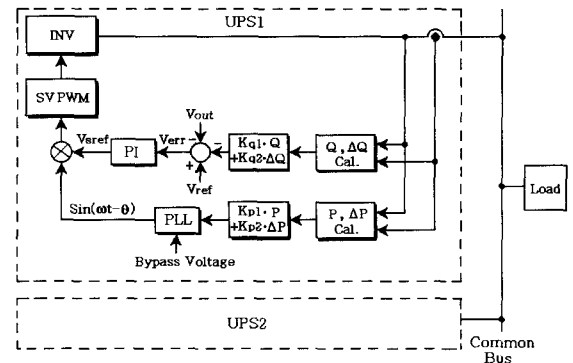 UPS1
INV
SVPWM
Vsref
PI
Verr
Vout
−
−
+
Vref
Kq1· Q
+Kq2·ΔQ
Q , ΔQ
Cal.
Sin(ωt-θ)
PLL
Kp1· P
+Kp2·ΔP
P, ΔP
Cal.
Bypass Voltage
Load
UPS2
Common
Bus